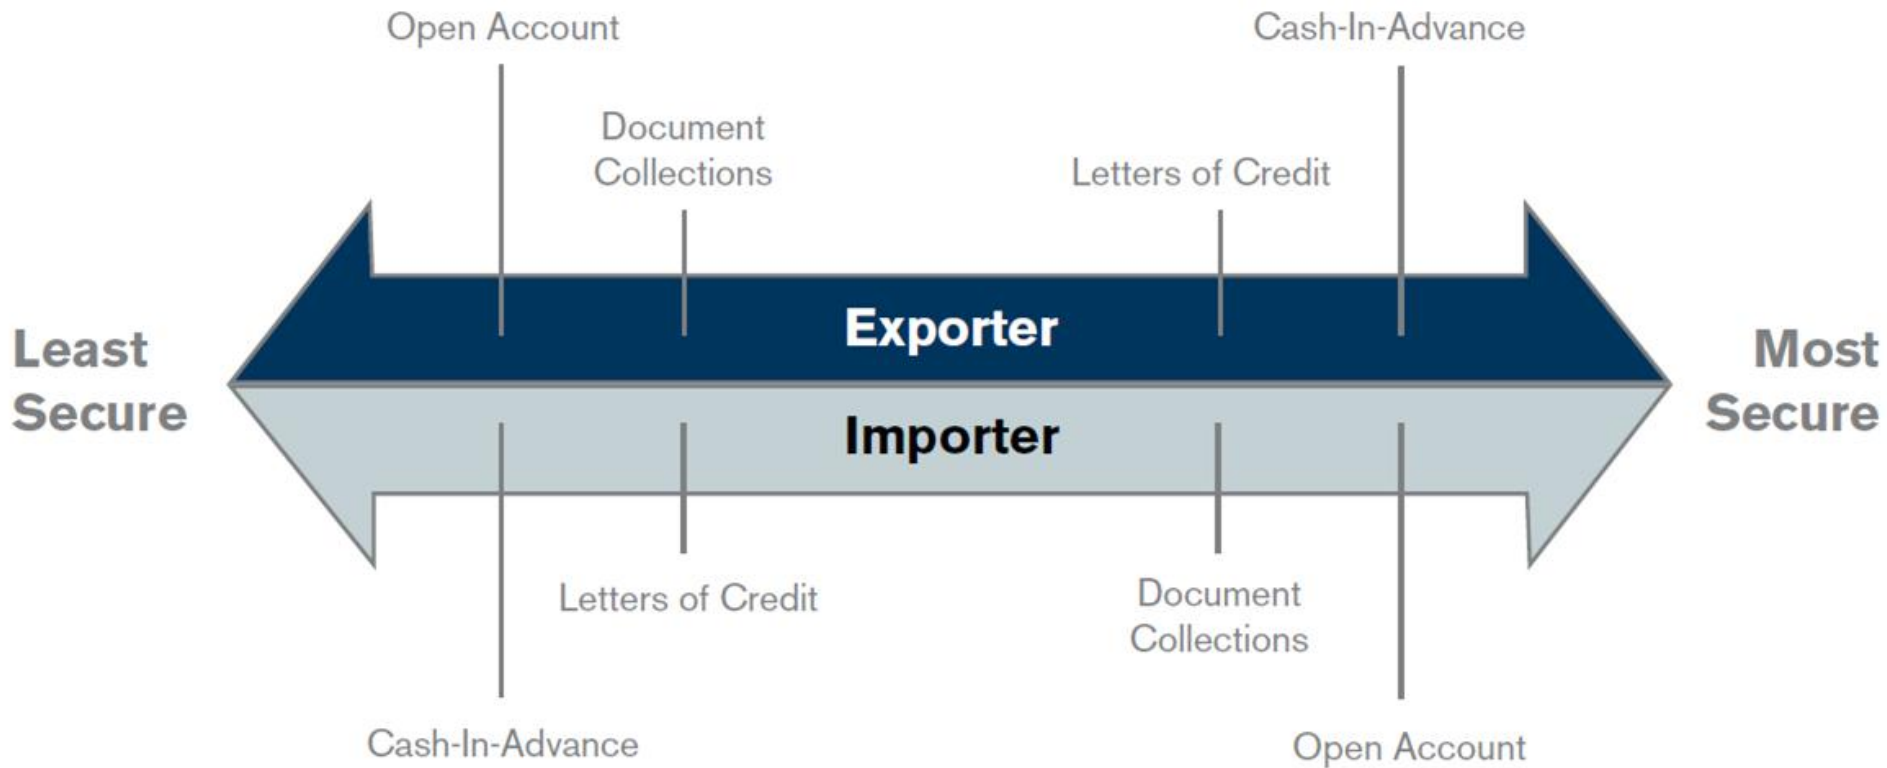 Open Account
Cash-In-Advance
Document
Collections
Letters of Credit
Least
Secure
Exporter
Importer
Most
Secure
Letters of Credit
Document
Collections
Cash-In-Advance
Open Account